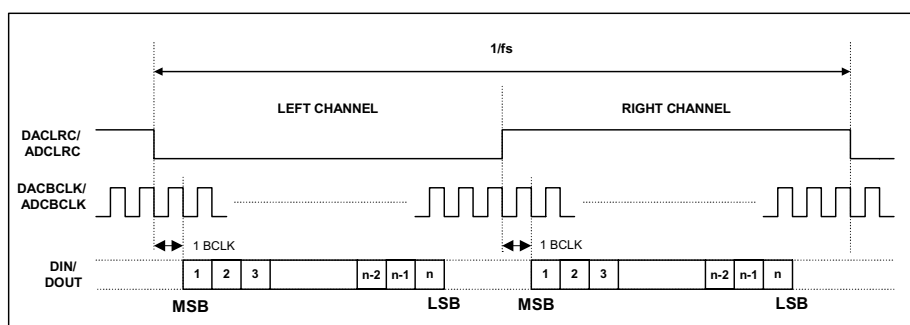 1/fs
LEFT CHANNEL
RIGHT CHANNEL
DACLRC/
ADCLRC
DACBCLK/
ADCBCLK
1 BCLK
1 BCLK
DIN/
DOUT
1 2 3 n-2 n-1 n 1 2 3 n-2 n-1 n
MSB LSB MSB LSB